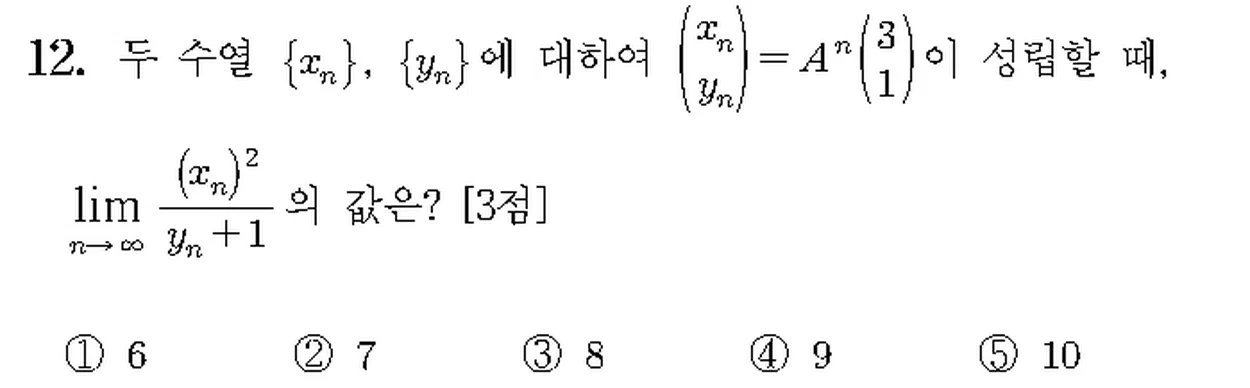 12. 두 수열 {xₙ}, {yₙ}에 대하여 (xₙ yₙ) = Aⁿ (3 1)이 성립할 때,
lim n→∞ (xₙ)² / yₙ + 1 의 값은? [3점]
① 6 ② 7 ③ 8 ④ 9 ⑤ 10